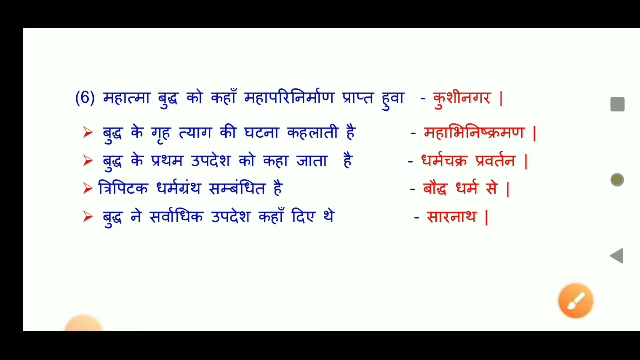 (6) महात्मा बुद्ध को कहाँ महापरिनिर्माण प्राप्त हुवा - कुशीनगर |
➢ बुद्ध के गृह त्याग की घटना कहलाती है - महाभिनिष्क्रमण |
➢ बुद्ध के प्रथम उपदेश को कहा जाता है - धर्मचक्र प्रवर्तन |
➢ त्रिपिटक धर्मग्रंथ सम्बंधित है - बौद्ध धर्म से |
➢ बुद्ध ने सर्वाधिक उपदेश कहाँ दिए थे - सारनाथ |